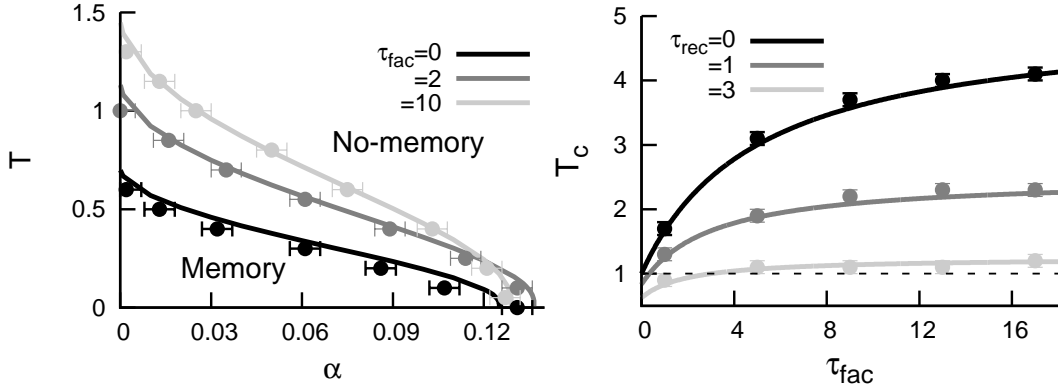 1.5
1
0.5
0
T
τfac=0
=2
=10
No-memory
Memory
0
0.03
0.06
0.09
0.12
α
5
4
3
2
1
Tc
τrec=0
=1
=3
0
4
8
12
16
τfac